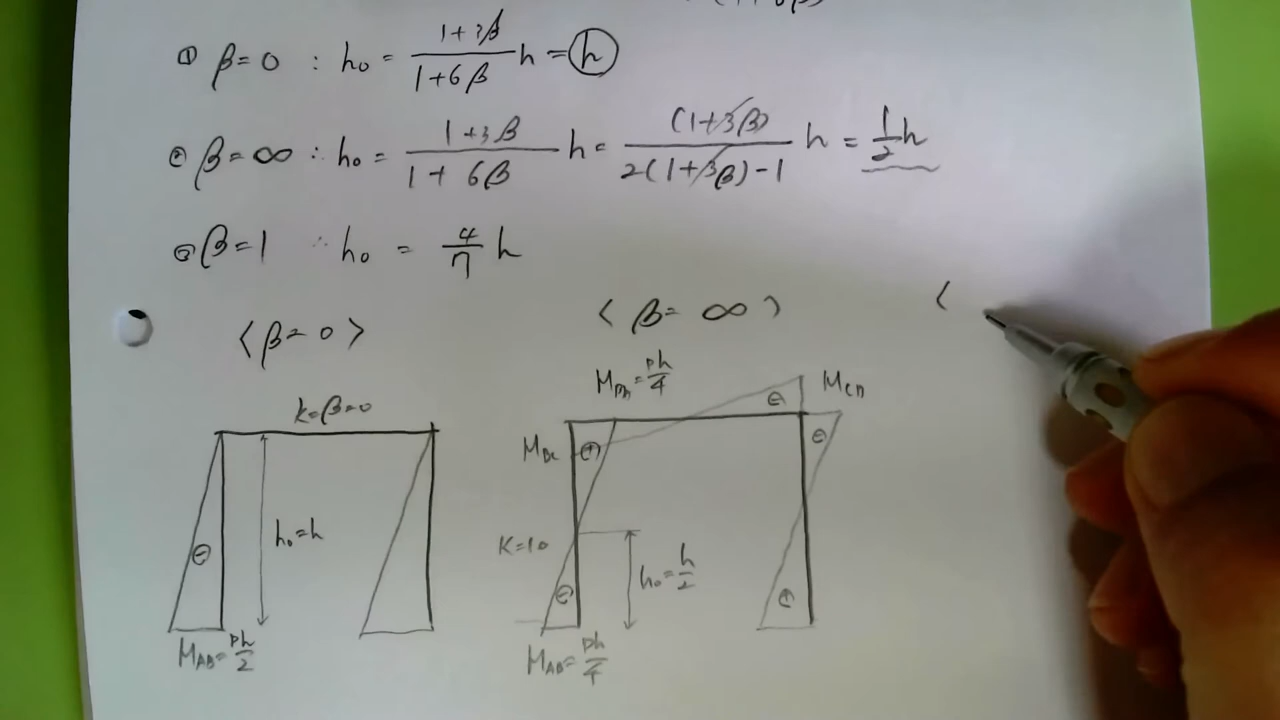 ① β=0 : h₀ = (1+3β)/(1+6β) h = h
② β=∞ ∴ h₀ = (1+3β)/(1+6β) h = (1+3β)/(2(1+3β)-1) h = 1/2 h
③ β=1 ∴ h₀ = 4/7 h
< β=0 >
< β= ∞ >
<
K=β=0
h₀=h
M_AB = Ph/2
⊖
M_BA = Ph/4
M_CD
M_BC
⊕
⊖
⊖
K=10
h₀ = h/2
⊖
⊕
M_AB = Ph/4